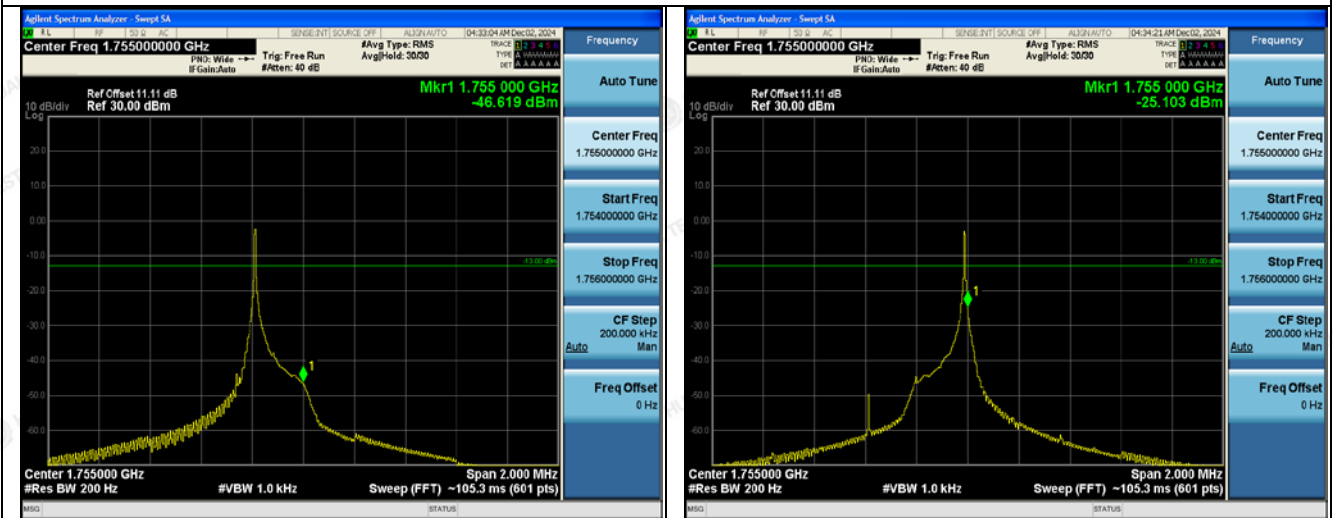 Agilent Spectrum Analyzer - Swept SA
RL RF 50 Ω AC SENSE:INT SOURCE OFF ALIGN AUTO 04:33:04 AM Dec 02, 2024
Center Freq 1.755000000 GHz
#Avg Type: RMS
TRACE 1 2 3 4 5 6
PNO: Wide
Trig: Free Run
Avg|Hold: 30/30
TYPE
IFGain:Auto
#Atten: 40 dB
DET A A A A A A
Mkr1 1.755 000 GHz
Ref Offset 11.11 dB
-46.619 dBm
10 dB/div
Ref 30.00 dBm
Log
20.0
10.0
0.00
-10.0
-13.00 dBm
-20.0
-30.0
-40.0
1
-50.0
-60.0
Center 1.755000 GHz
Span 2.000 MHz
#Res BW 200 Hz
#VBW 1.0 kHz
Sweep (FFT) ~105.3 ms (601 pts)
MSG
STATUS
Frequency
Auto Tune
Center Freq
1.755000000 GHz
Start Freq
1.754000000 GHz
Stop Freq
1.756000000 GHz
CF Step
200.000 kHz
Auto Man
Freq Offset
0 Hz
Agilent Spectrum Analyzer - Swept SA
RL RF 50 Ω AC SENSE:INT SOURCE OFF ALIGN AUTO 04:34:21 AM Dec 02, 2024
Center Freq 1.755000000 GHz
#Avg Type: RMS
TRACE 1 2 3 4 5 6
PNO: Wide
Trig: Free Run
Avg|Hold: 30/30
TYPE
IFGain:Auto
#Atten: 40 dB
DET A A A A A A
Mkr1 1.755 000 GHz
Ref Offset 11.11 dB
-25.103 dBm
10 dB/div
Ref 30.00 dBm
Log
20.0
10.0
0.00
-10.0
-13.00 dBm
1
-20.0
-30.0
-40.0
-50.0
-60.0
Center 1.755000 GHz
Span 2.000 MHz
#Res BW 200 Hz
#VBW 1.0 kHz
Sweep (FFT) ~105.3 ms (601 pts)
MSG
STATUS
Frequency
Auto Tune
Center Freq
1.755000000 GHz
Start Freq
1.754000000 GHz
Stop Freq
1.756000000 GHz
CF Step
200.000 kHz
Auto Man
Freq Offset
0 Hz